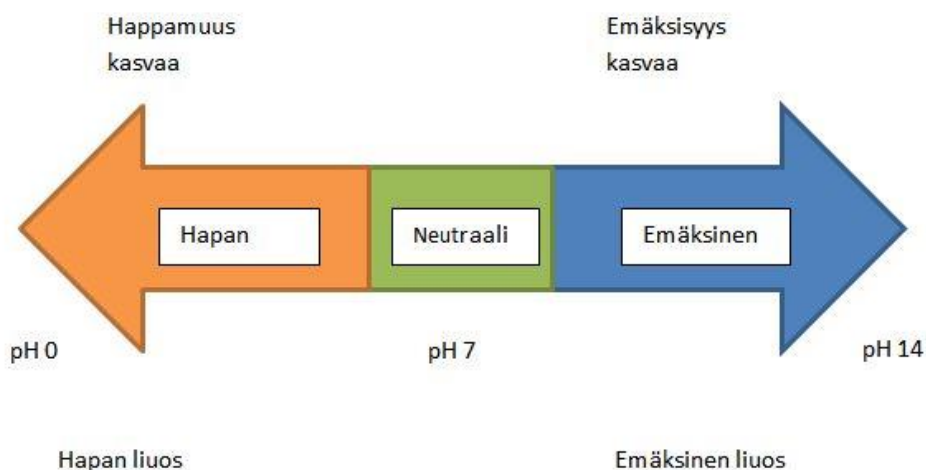 Happamuus
kasvaa
Emäksisyys
kasvaa
Hapan
Neutraali
Emäksinen
pH 0
pH 7
pH 14
Hapan liuos
Emäksinen liuos